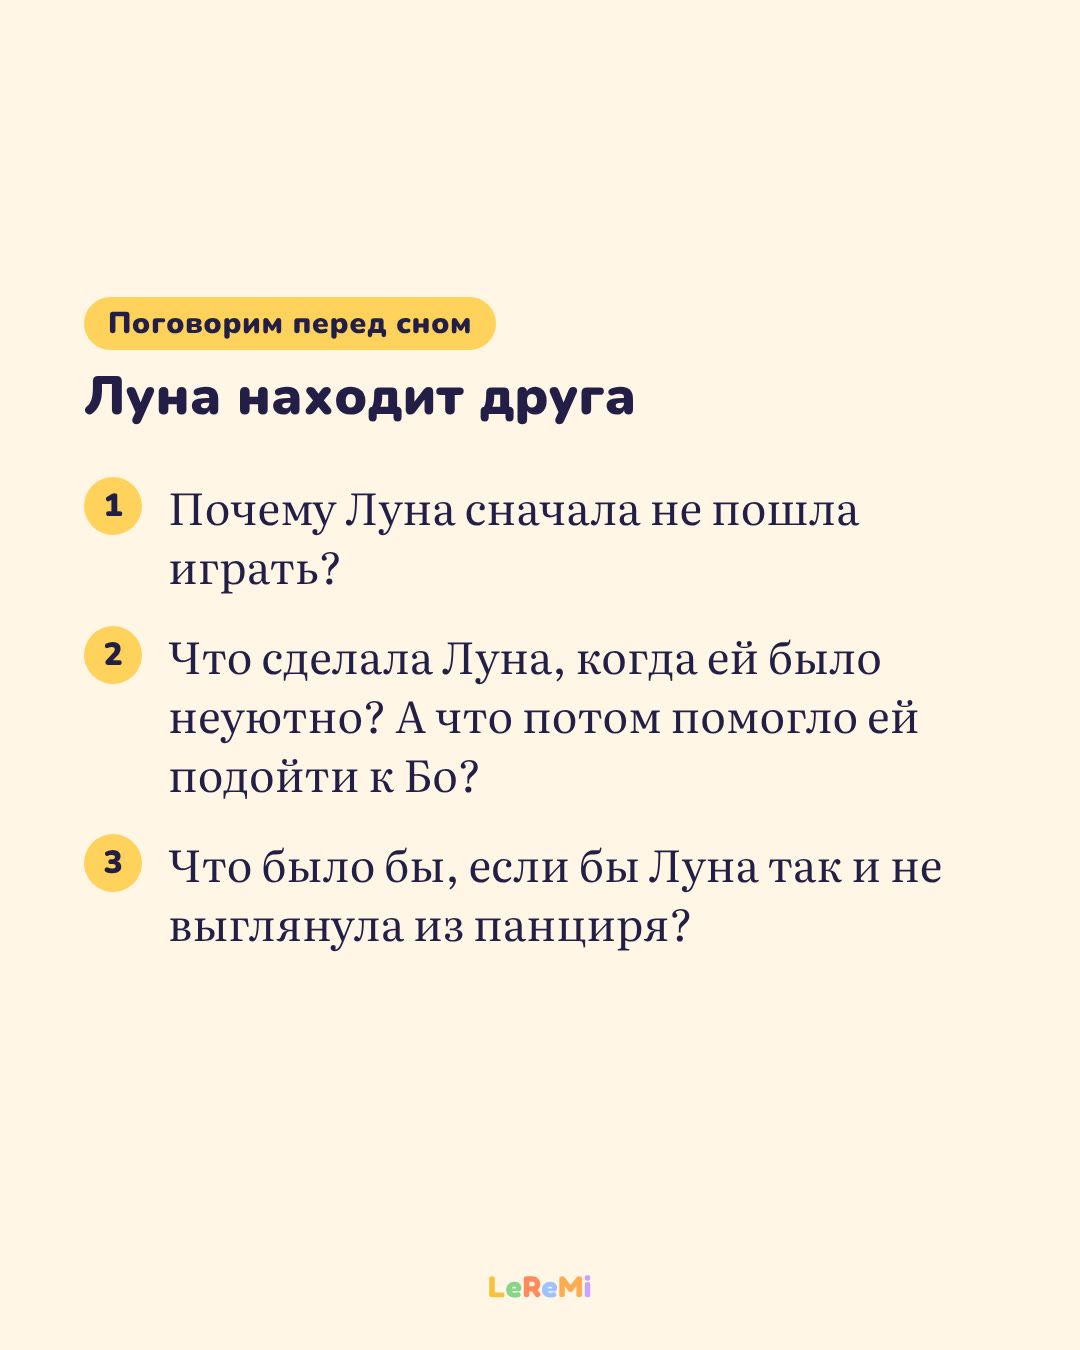 Поговорим перед сном
Луна находит друга
1 Почему Луна сначала не пошла
играть?
2 Что сделала Луна, когда ей было
неуютно? А что потом помогло ей
подойти к Бо?
3 Что было бы, если бы Луна так и не
выглянула из панциря?
LeReMi